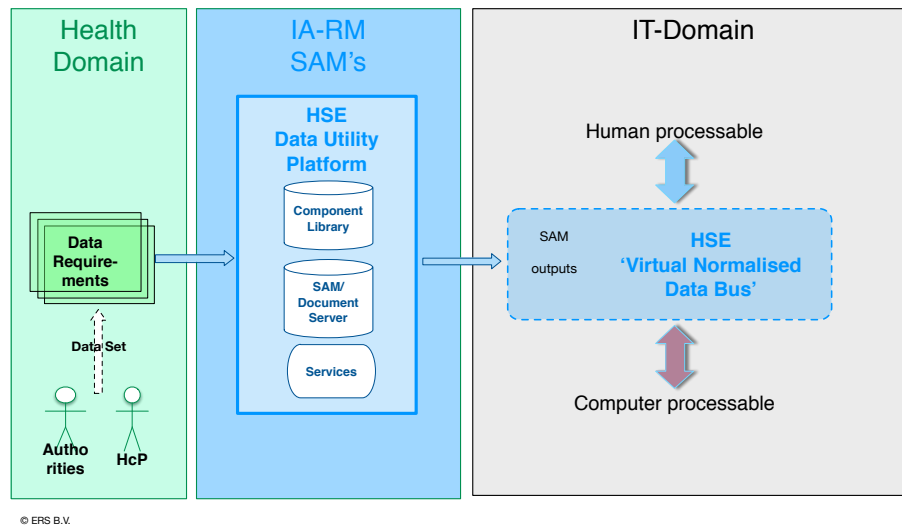 Health
Domain
Data
Require-
ments
Data Set
Autho
rities
HcP
IA-RM
SAM's
HSE
Data Utility
Platform
Component
Library
SAM/
Document
Server
Services
IT-Domain
Human processable
SAM
outputs
HSE
‘Virtual Normalised
Data Bus’
Computer processable
© ERS B.V.